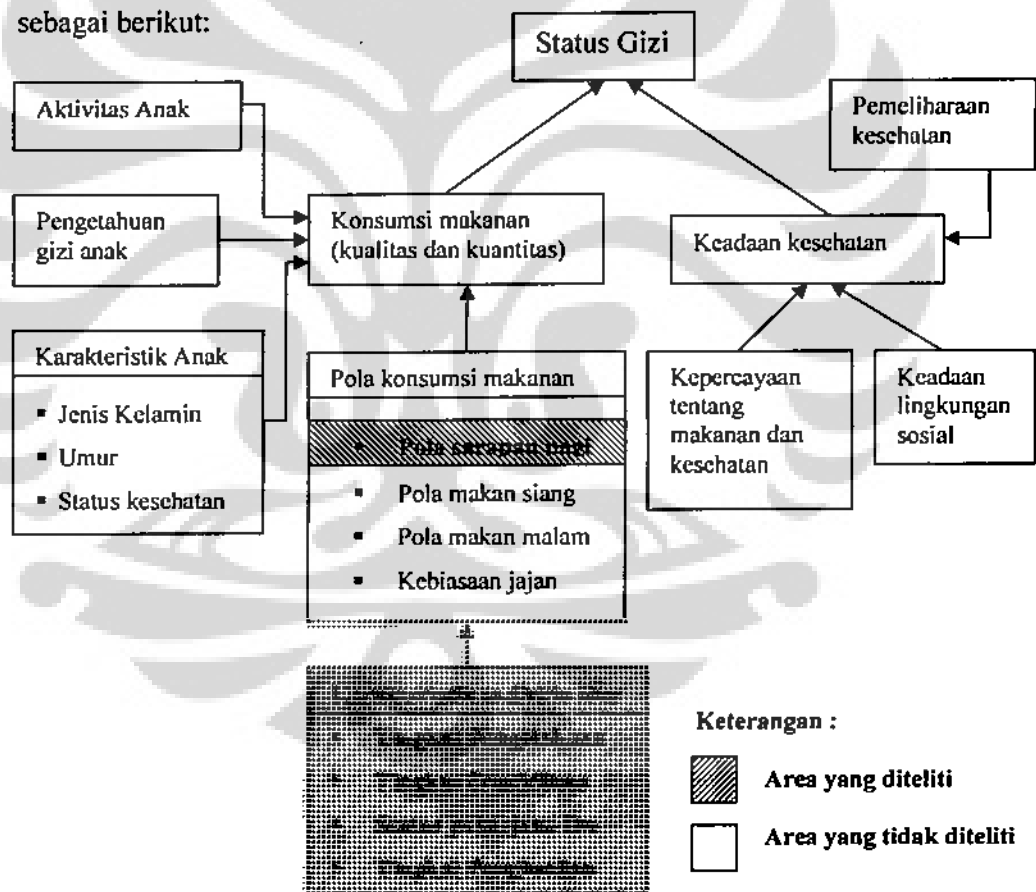 sebagai berikut:
Status Gizi
Aktivitas Anak
Pemeliharaan
kesehatan
Pengetahuan
gizi anak
Konsumsi makanan
(kualitas dan kuantitas)
Keadaan kesehatan
Karakteristik Anak
▪ Jenis Kelamin
▪ Umur
▪ Status kesehatan
Pola konsumsi makanan
▪ Pola sarapan pagi
▪ Pola makan siang
▪ Pola makan malam
▪ Kebiasaan jajan
Kepercayaan
tentang
makanan dan
kesehatan
Keadaan
lingkungan
sosial
Keterangan :
Area yang diteliti
Area yang tidak diteliti